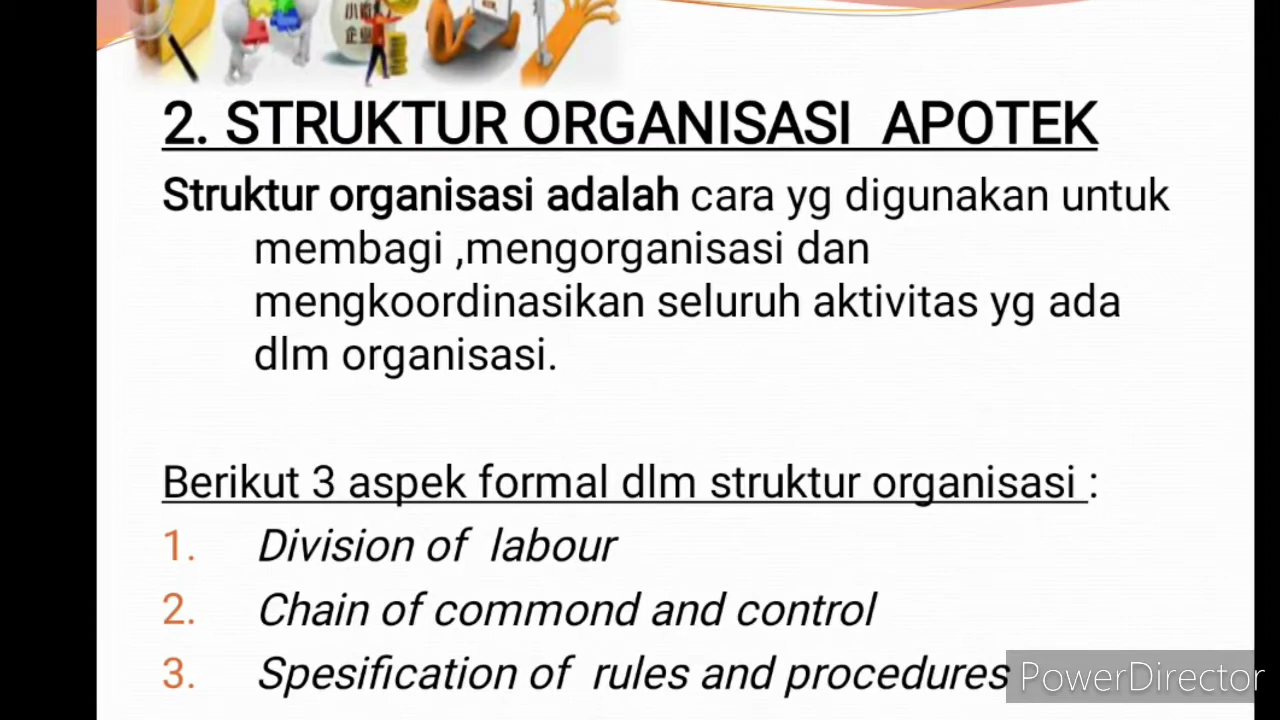 2. STRUKTUR ORGANISASI APOTEK
Struktur organisasi adalah cara yg digunakan untuk
membagi ,mengorganisasi dan
mengkoordinasikan seluruh aktivitas yg ada
dlm organisasi.
Berikut 3 aspek formal dlm struktur organisasi :
1. Division of labour
2. Chain of commond and control
3. Spesification of rules and procedures
PowerDirector